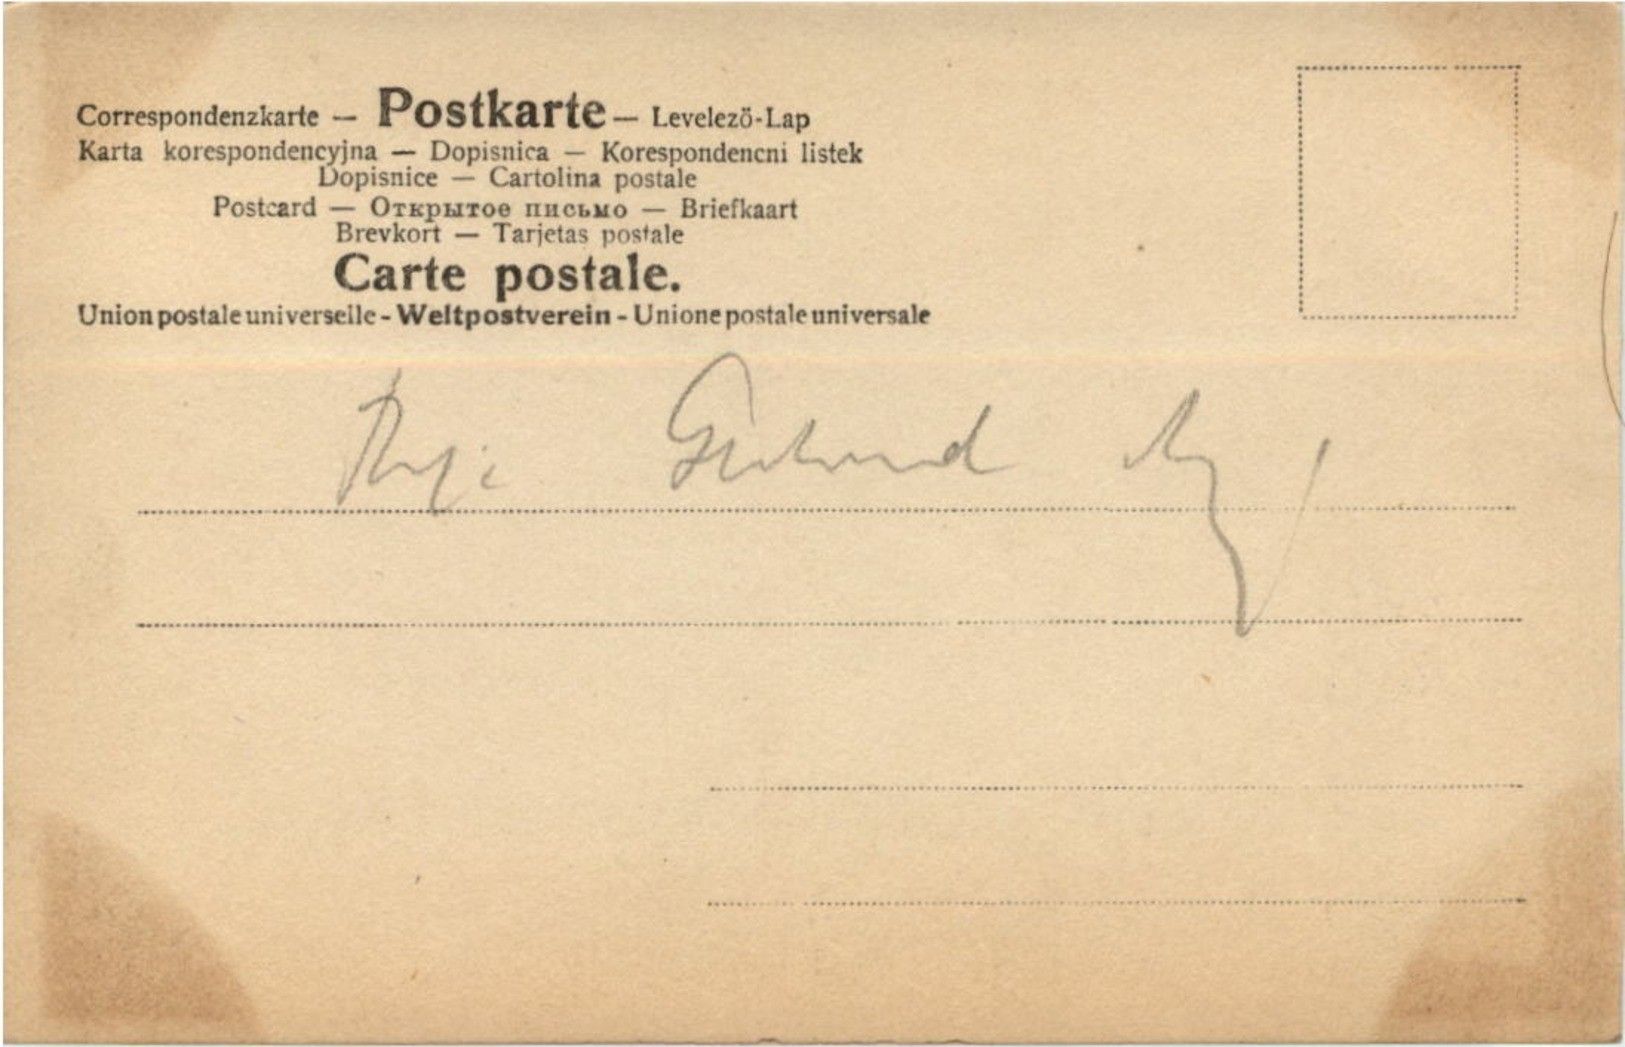 Correspondenzkarte — Postkarte — Levelezö-Lap
Karta korespondencyjna — Dopisnica — Korespondencni listek
Dopisnice — Cartolina postale
Postcard — Открытое письмо — Briefkaart
Brevkort — Tarjetas postale
Carte postale.
Union postale universelle - Weltpostverein - Unione postale universale